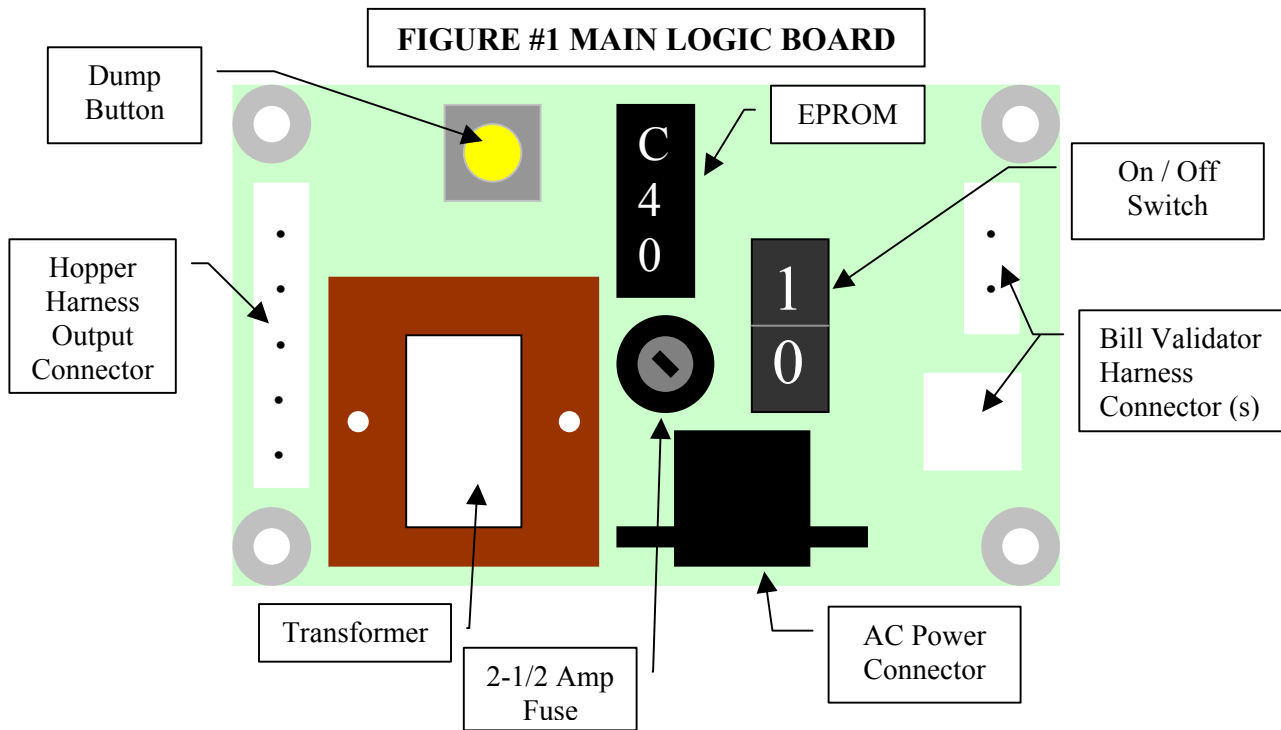 FIGURE #1 MAIN LOGIC BOARD
Dump
Button
C
4
0
EPROM
On / Off
Switch
1
0
Hopper
Harness
Output
Connector
Bill Validator
Harness
Connector (s)
Transformer
2-1/2 Amp
Fuse
AC Power
Connector